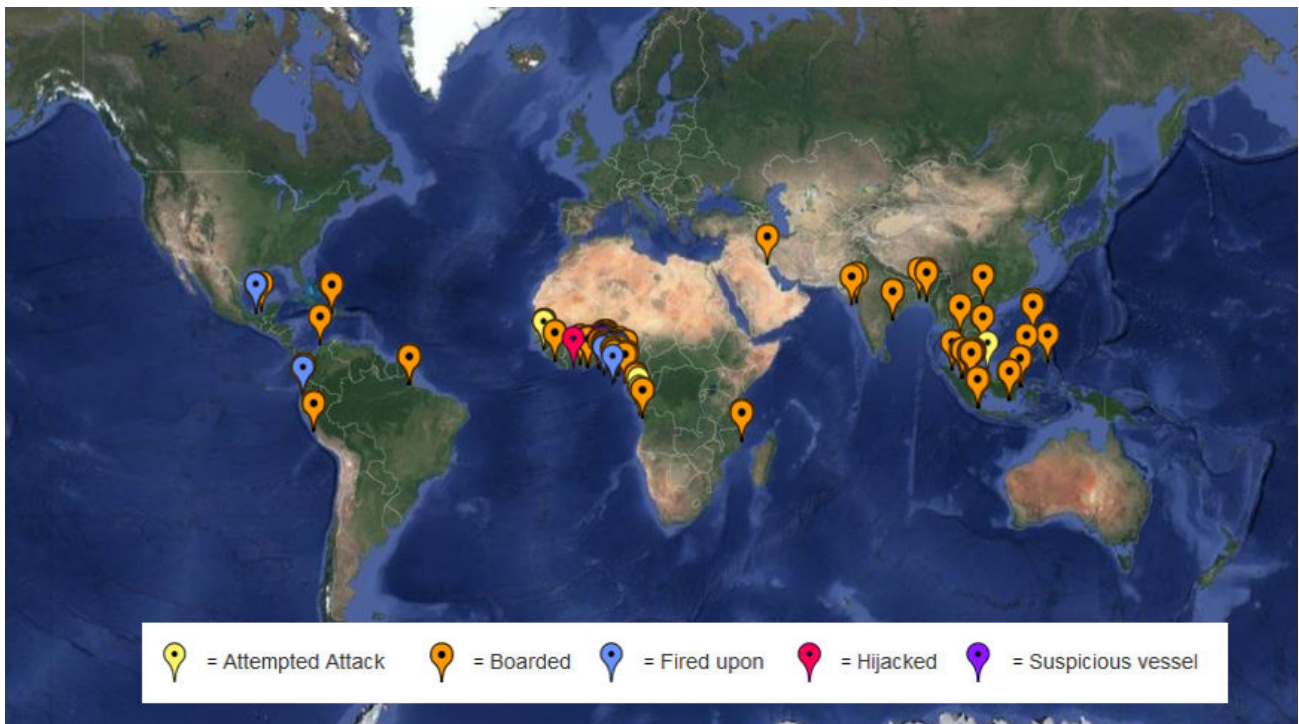 = Attempted Attack = Boarded = Fired upon = Hijacked = Suspicious vessel